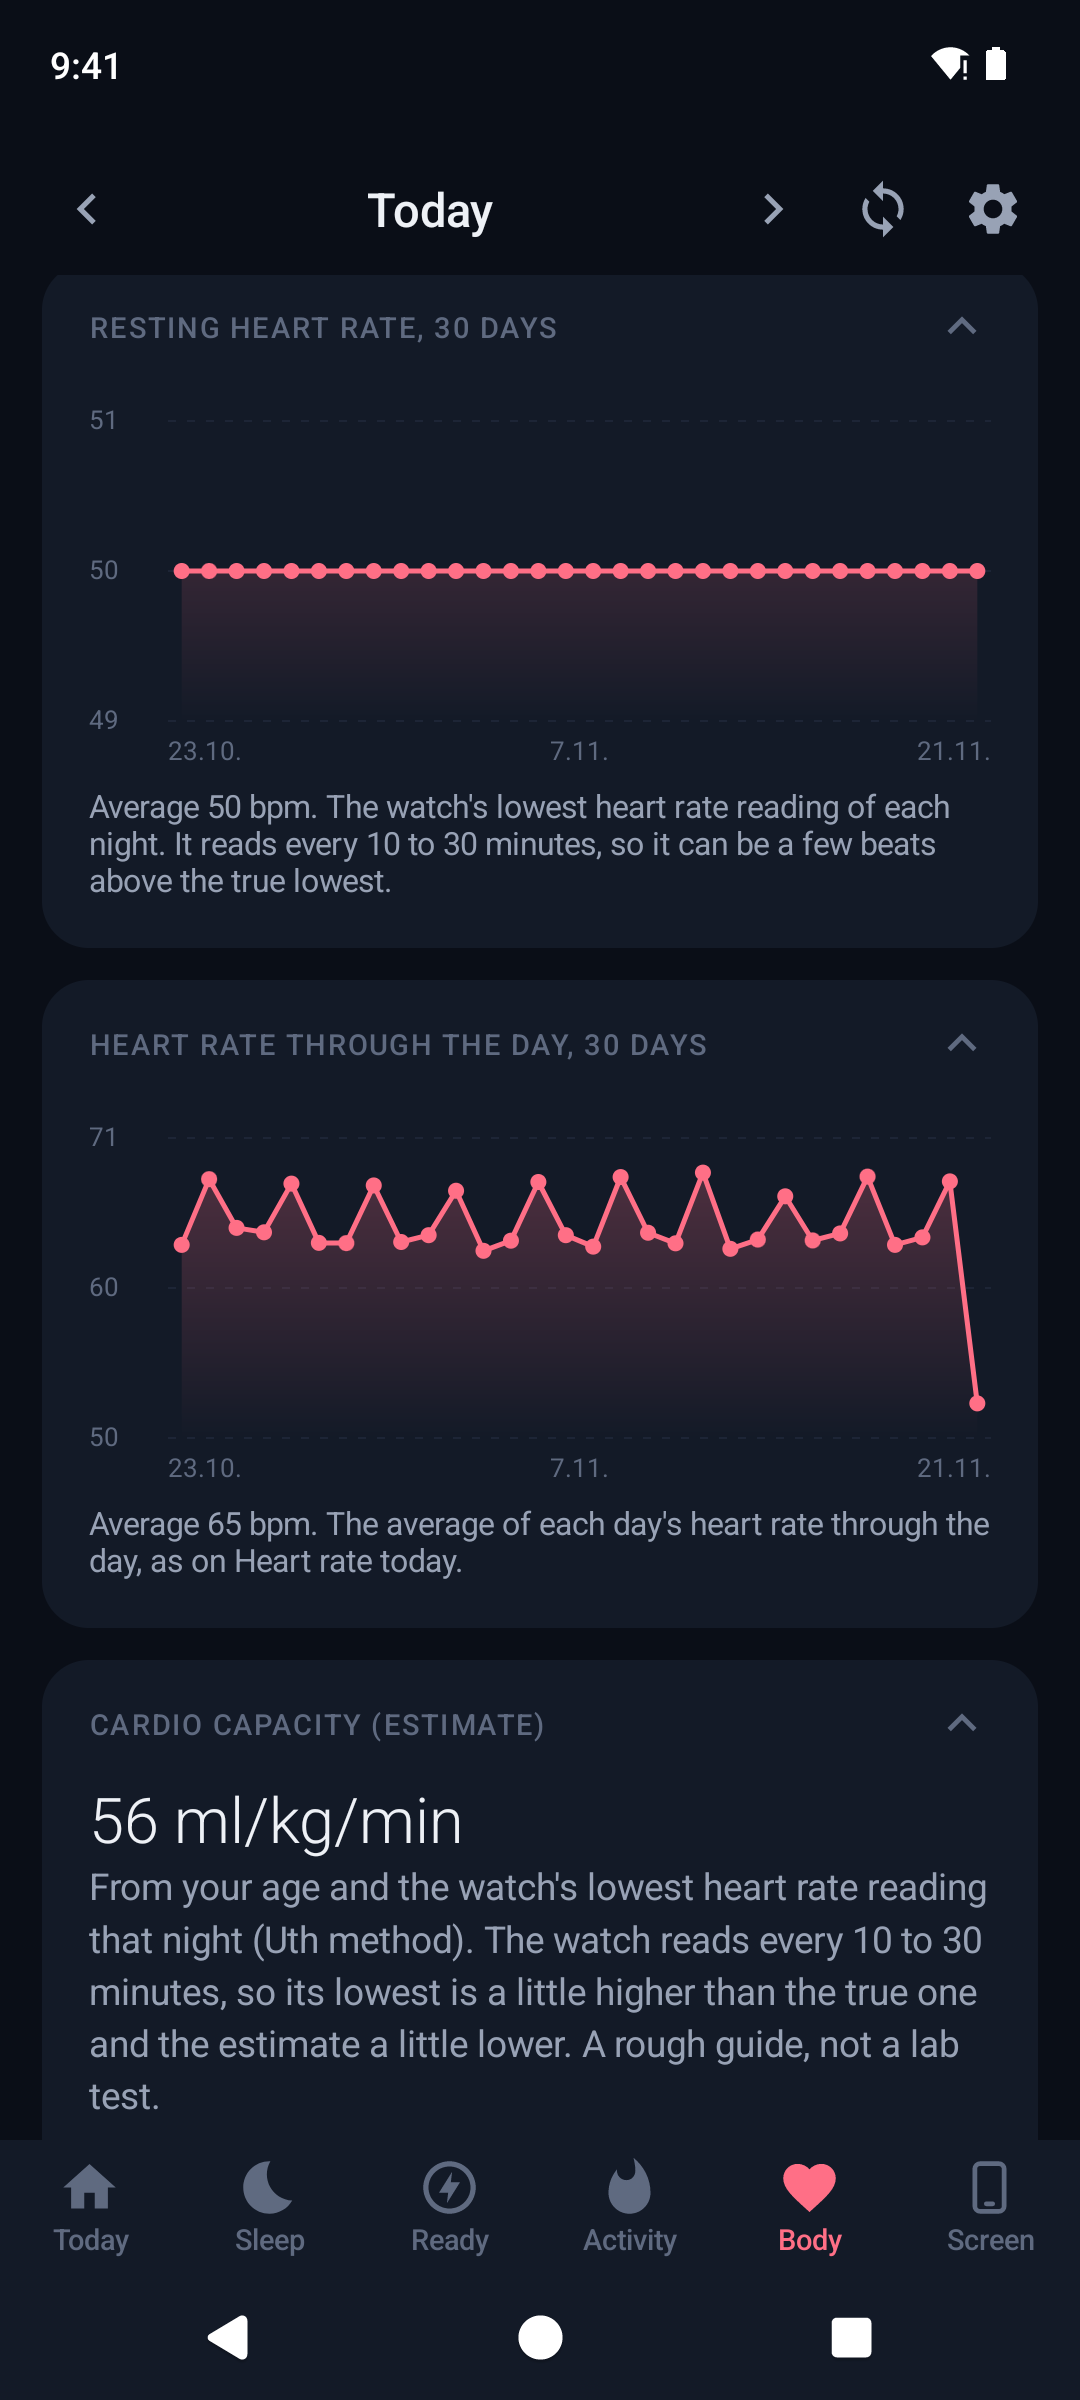 9:41
Today
RESTING HEART RATE, 30 DAYS
51
50
49
23.10. 7.11. 21.11.
Average 50 bpm. The watch's lowest heart rate reading of each
night. It reads every 10 to 30 minutes, so it can be a few beats
above the true lowest.
HEART RATE THROUGH THE DAY, 30 DAYS
71
60
50
23.10. 7.11. 21.11.
Average 65 bpm. The average of each day's heart rate through the
day, as on Heart rate today.
CARDIO CAPACITY (ESTIMATE)
56 ml/kg/min
From your age and the watch's lowest heart rate reading
that night (Uth method). The watch reads every 10 to 30
minutes, so its lowest is a little higher than the true one
and the estimate a little lower. A rough guide, not a lab
test.
Today Sleep Ready Activity Body Screen